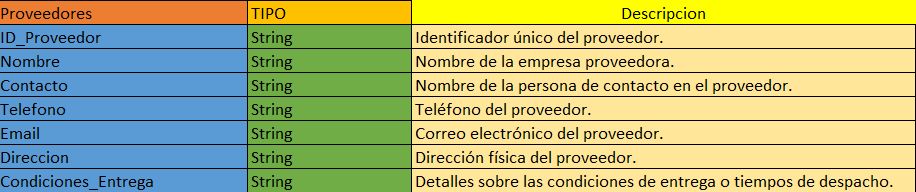 Proveedores TIPO Descripcion
ID_Proveedor String Identificador único del proveedor.
Nombre String Nombre de la empresa proveedora.
Contacto String Nombre de la persona de contacto en el proveedor.
Telefono String Teléfono del proveedor.
Email String Correo electrónico del proveedor.
Direccion String Dirección física del proveedor.
Condiciones_Entrega String Detalles sobre las condiciones de entrega o tiempos de despacho.